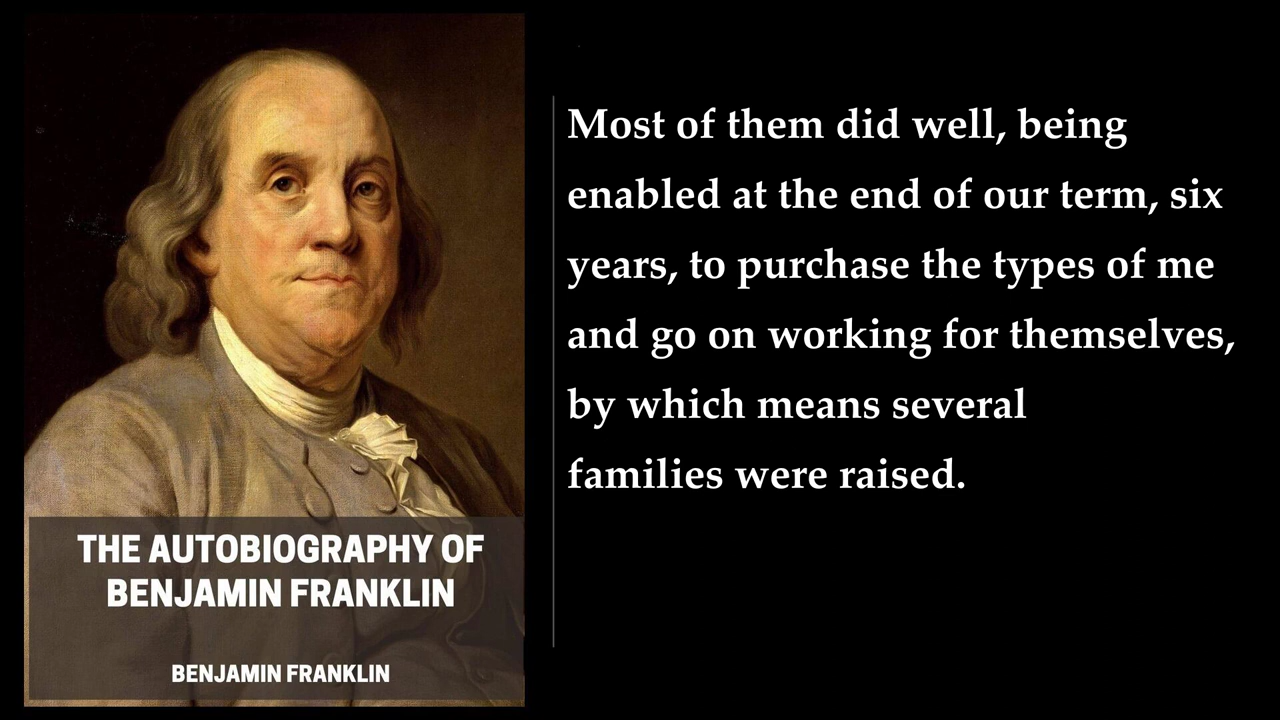 THE AUTOBIOGRAPHY OF
BENJAMIN FRANKLIN
BENJAMIN FRANKLIN
Most of them did well, being
enabled at the end of our term, six
years, to purchase the types of me
and go on working for themselves,
by which means several
families were raised.